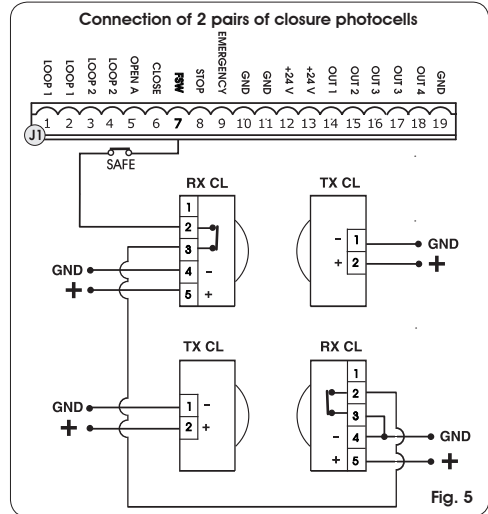 Connection of 2 pairs of closure photocells
LOOP 1 LOOP 1 LOOP 2 LOOP 2 OPEN A CLOSE FSW STOP EMERGENCY GND GND +24 V +24 V OUT 1 OUT 2 OUT 3 OUT 3 OUT 4 GND
J1 1 2 3 4 5 6 7 8 9 10 11 12 13 14 15 16 17 18 19
SAFE
RX CL
1
2
3
GND 4 -
+ 5 +
TX CL
- 1 GND
+ 2 +
TX CL
GND 1 -
+ 2 +
RX CL
1
2
3
- 4 GND
+ 5 +
Fig. 5